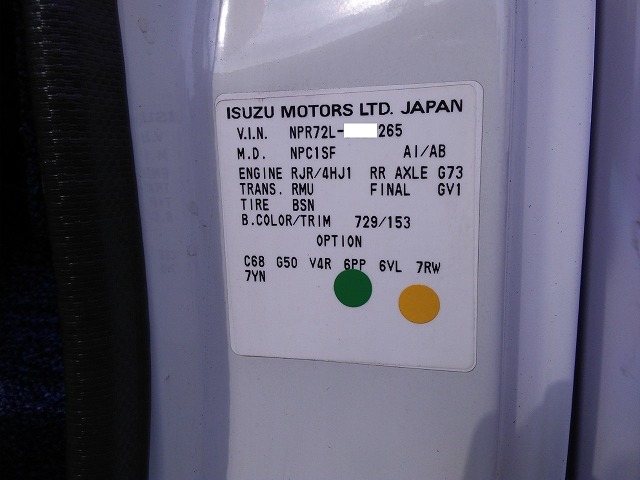 ISUZU MOTORS LTD. JAPAN
V.I.N. NPR72L- 265
M.D. NPC1SF AI/AB
ENGINE RJR/4HJ1 RR AXLE G73
TRANS. RMU FINAL GV1
TIRE BSN
B.COLOR/TRIM 729/153
OPTION
C68 G50 V4R 6PP 6VL 7RW
7YN